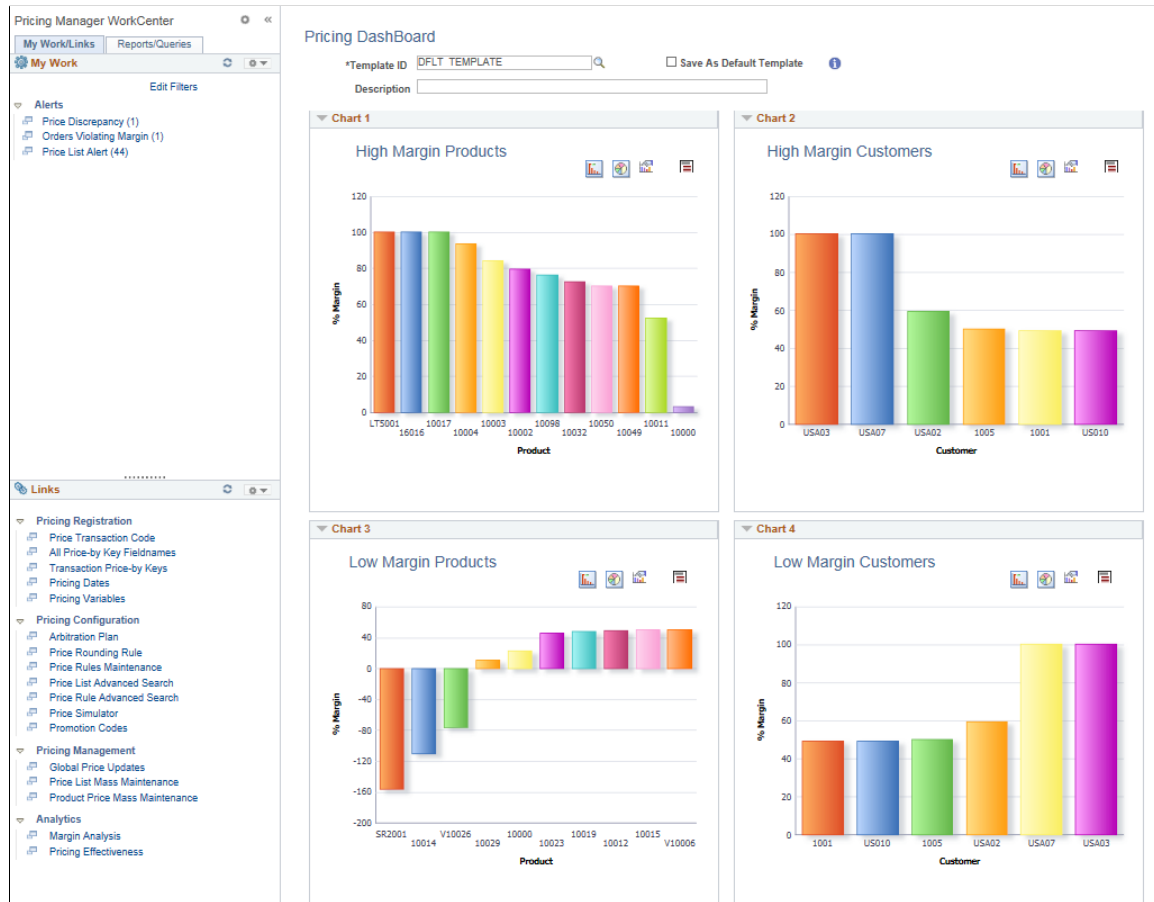 Pricing Manager WorkCenter
My Work/Links
Reports/Queries
My Work
Edit Filters
Alerts
Price Discrepancy (1)
Orders Violating Margin (1)
Price List Alert (44)
Links
Pricing Registration
Price Transaction Code
All Price-by Key Fieldnames
Transaction Price-by Keys
Pricing Dates
Pricing Variables
Pricing Configuration
Arbitration Plan
Price Rounding Rule
Price Rules Maintenance
Price List Advanced Search
Price Rule Advanced Search
Price Simulator
Promotion Codes
Pricing Management
Global Price Updates
Price List Mass Maintenance
Product Price Mass Maintenance
Analytics
Margin Analysis
Pricing Effectiveness
Pricing DashBoard
*Template ID DFLT_TEMPLATE Save As Default Template
Description
Chart 1
High Margin Products
120
100
80
60
40
20
0
% Margin
LT5001 10017 10003 10098 10050 10011
16016 10004 10002 10032 10049 10000
Product
Chart 2
High Margin Customers
120
100
80
60
40
20
0
% Margin
USA03 USA07 USA02 1005 1001 US010
Customer
Chart 3
Low Margin Products
80
40
0
-40
-80
-120
-160
-200
% Margin
SR2001 V10026 10000 10019 10015
10014 10029 10023 10012 V10006
Product
Chart 4
Low Margin Customers
120
100
80
60
40
20
0
% Margin
1001 US010 1005 USA02 USA07 USA03
Customer